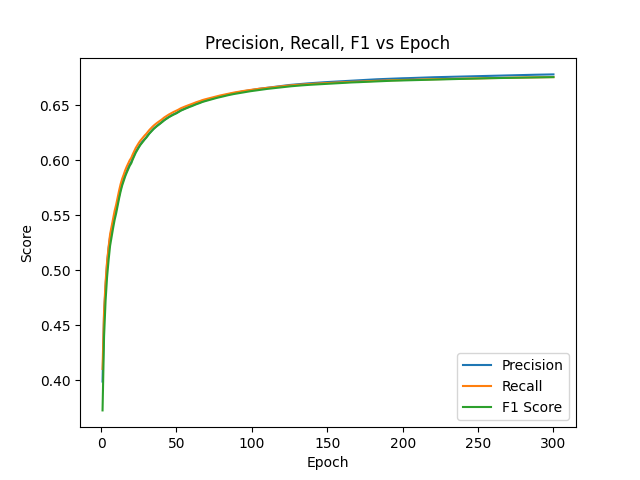 Precision, Recall, F1 vs Epoch
Score
0.65
0.60
0.55
0.50
0.45
0.40
0
50
100
150
200
250
300
Epoch
Precision
Recall
F1 Score